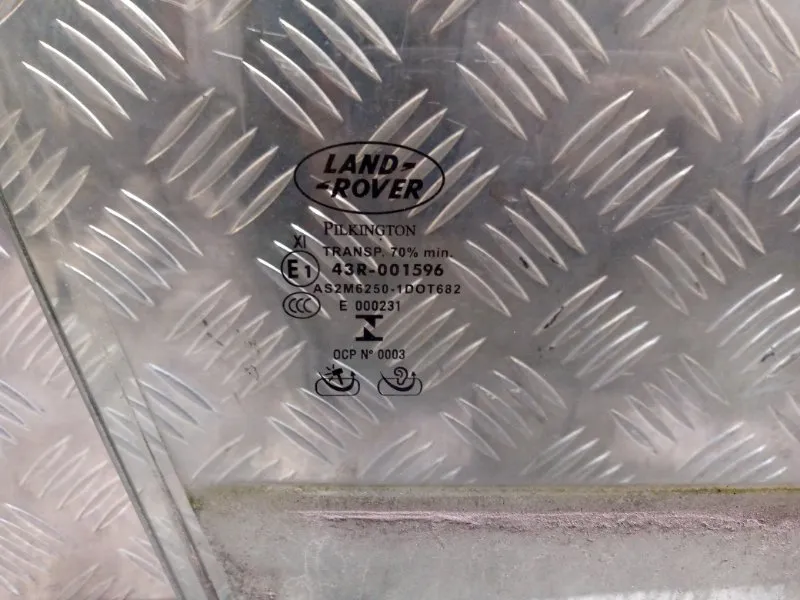 LAND-
-ROVER
PILKINGTON
XI
TRANSP. 70% min.
E1 43R-001596
AS2M6250-1DOT682
CCC E 000231
OCP Nº 0003